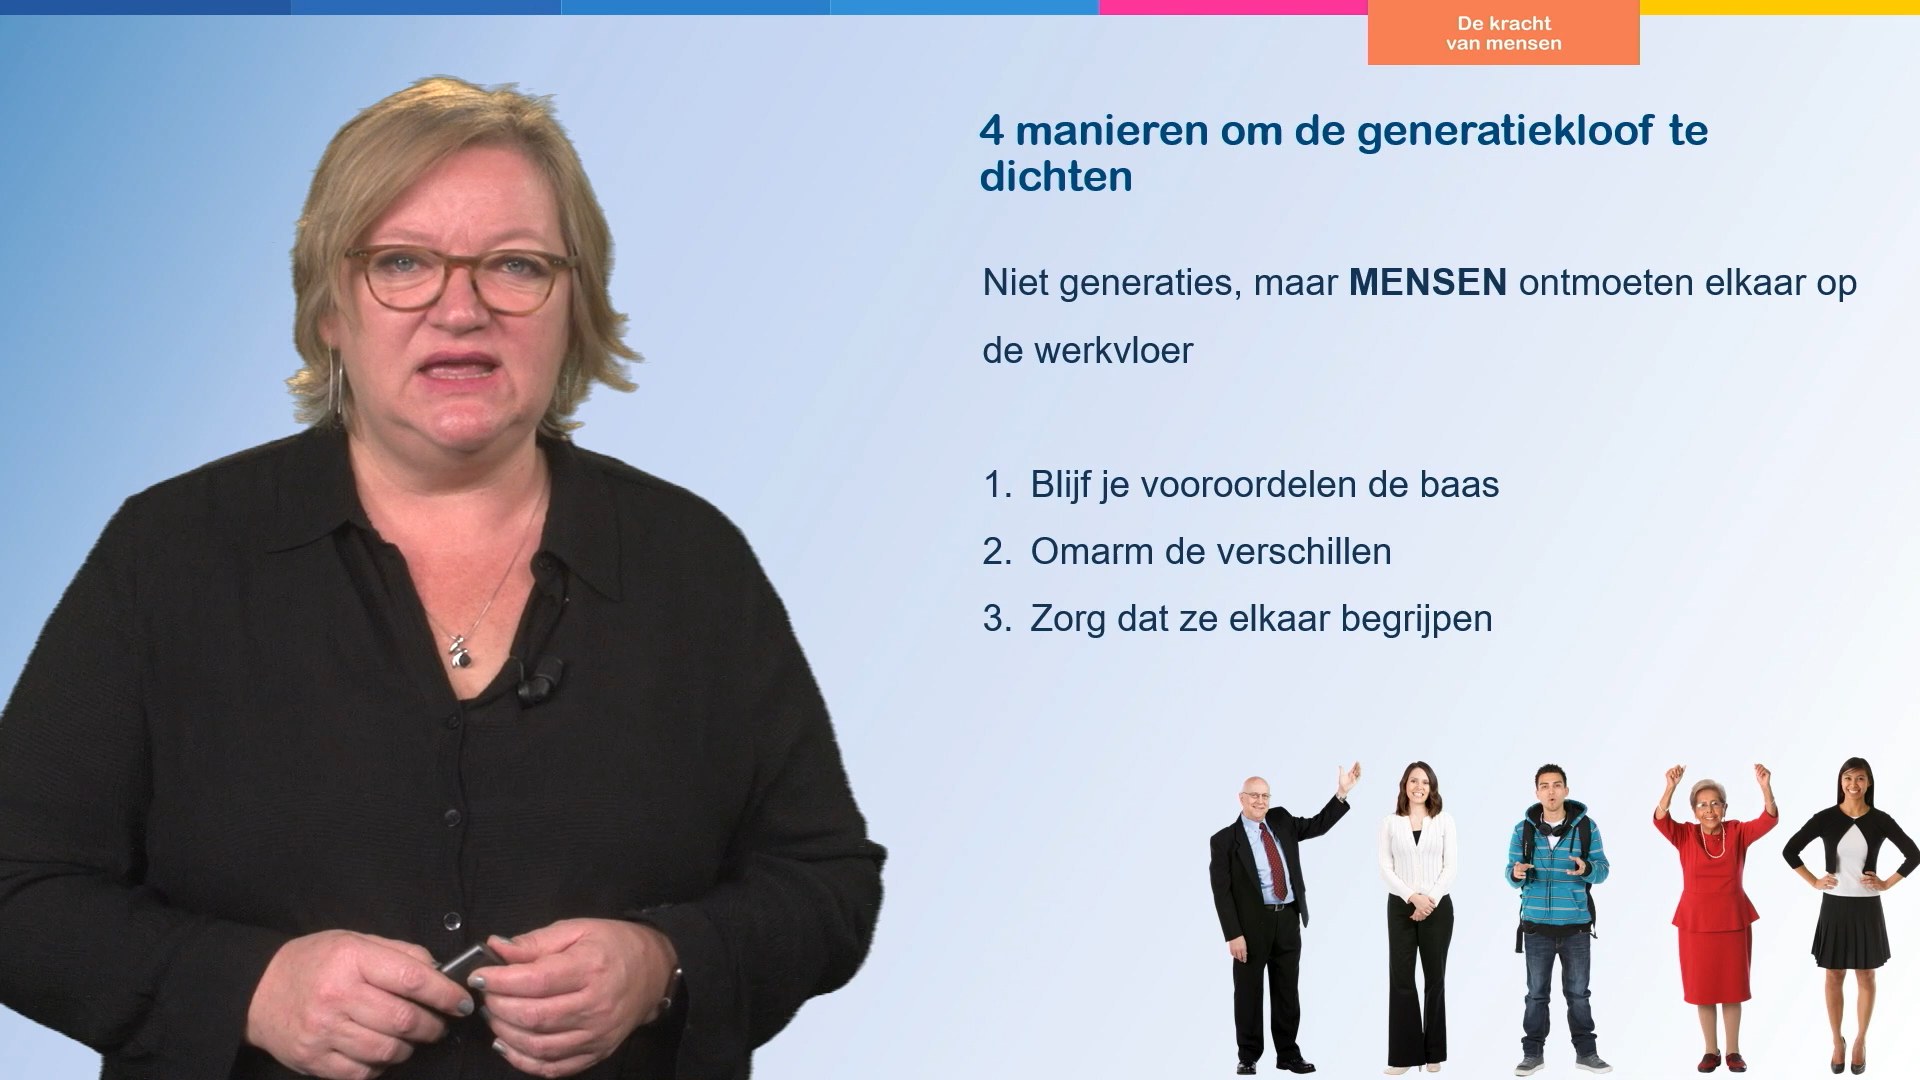 De kracht
van mensen
4 manieren om de generatiekloof te
dichten
Niet generaties, maar MENSEN ontmoeten elkaar op
de werkvloer
1. Blijf je vooroordelen de baas
2. Omarm de verschillen
3. Zorg dat ze elkaar begrijpen